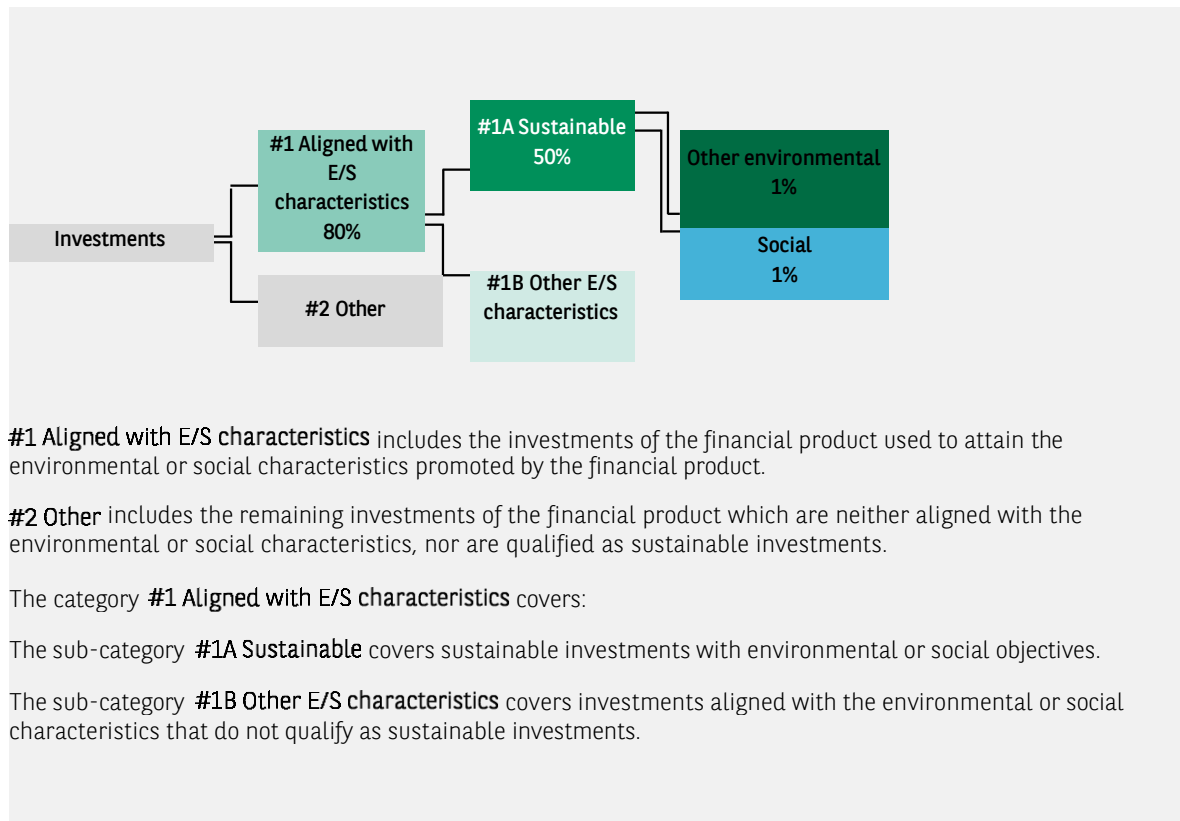 #1A Sustainable
50%
#1 Aligned with
E/S
characteristics
80%
Other environmental
1%
Investments
Social
1%
#2 Other
#1B Other E/S
characteristics
#1 Aligned with E/S characteristics includes the investments of the financial product used to attain the
environmental or social characteristics promoted by the financial product.
#2 Other includes the remaining investments of the financial product which are neither aligned with the
environmental or social characteristics, nor are qualified as sustainable investments.
The category #1 Aligned with E/S characteristics covers:
The sub-category #1A Sustainable covers sustainable investments with environmental or social objectives.
The sub-category #1B Other E/S characteristics covers investments aligned with the environmental or social
characteristics that do not qualify as sustainable investments.